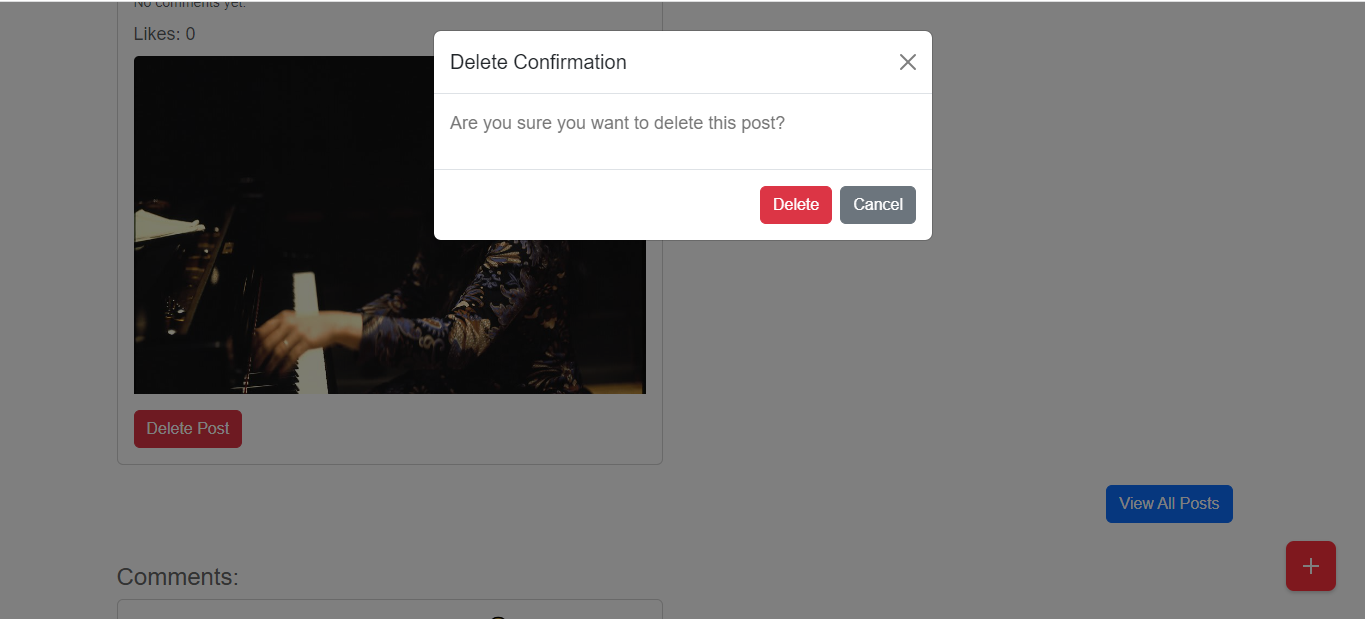 No comments yet.
Likes: 0
Delete Confirmation
Are you sure you want to delete this post?
Delete
Cancel
Delete Post
View All Posts
+
Comments: